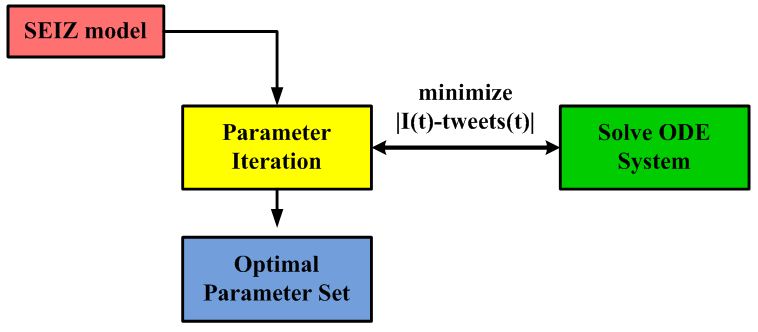 SEIZ model
minimize
|I(t)-tweets(t)|
Parameter
Iteration
Solve ODE
System
Optimal
Parameter Set